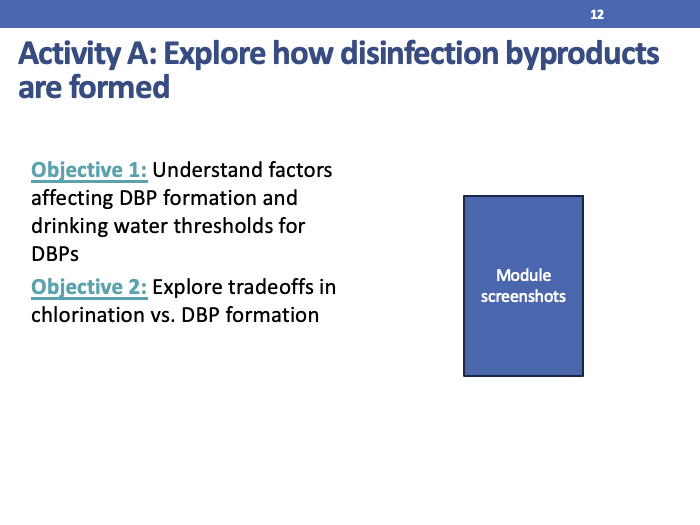 12
Activity A: Explore how disinfection byproducts
are formed
Objective 1: Understand factors
affecting DBP formation and
drinking water thresholds for
DBPs
Objective 2: Explore tradeoffs in
chlorination vs. DBP formation
Module
screenshots